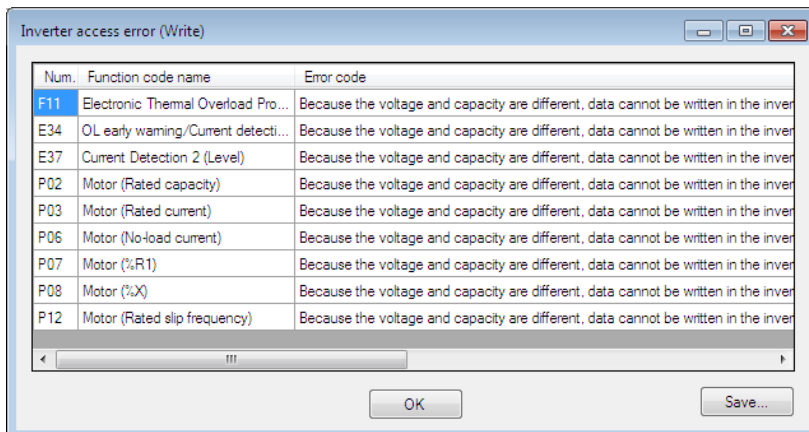 Inverter access error (Write)
Num. Function code name Error code
F11 Electronic Thermal Overload Pro... Because the voltage and capacity are different, data cannot be written in the inver
E34 OL early warning/Current detecti... Because the voltage and capacity are different, data cannot be written in the inver
E37 Current Detection 2 (Level) Because the voltage and capacity are different, data cannot be written in the inver
P02 Motor (Rated capacity) Because the voltage and capacity are different, data cannot be written in the inver
P03 Motor (Rated current) Because the voltage and capacity are different, data cannot be written in the inver
P06 Motor (No-load current) Because the voltage and capacity are different, data cannot be written in the inver
P07 Motor (%R1) Because the voltage and capacity are different, data cannot be written in the inver
P08 Motor (%X) Because the voltage and capacity are different, data cannot be written in the inver
P12 Motor (Rated slip frequency) Because the voltage and capacity are different, data cannot be written in the inver
OK Save...